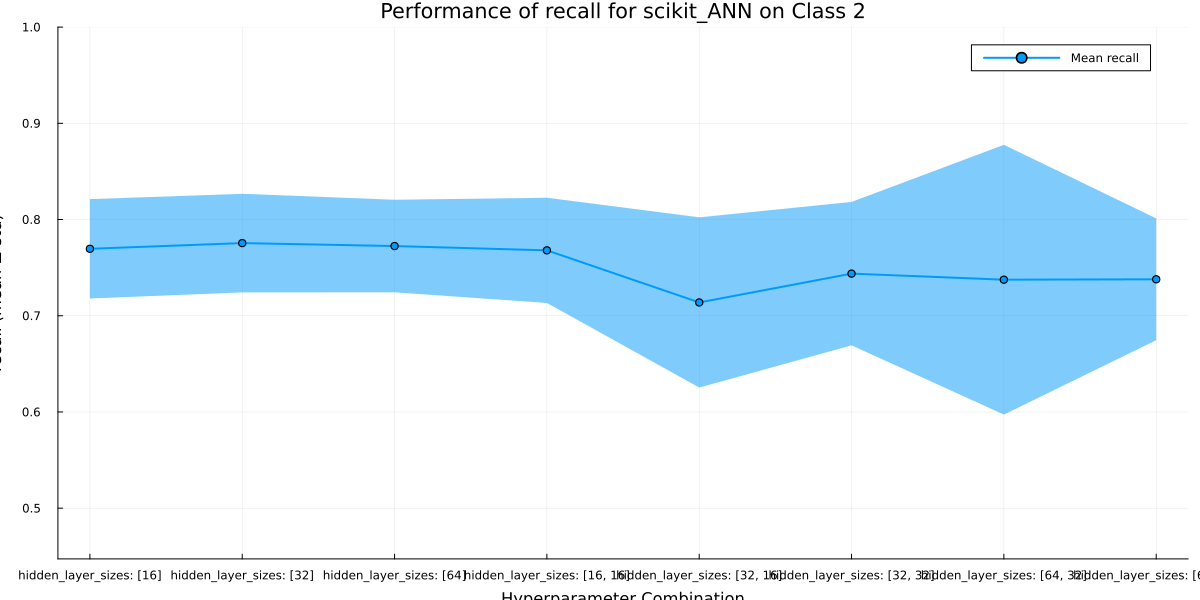 Performance of recall for scikit_ANN on Class 2
Mean recall
1.0
0.9
0.8
0.7
0.6
0.5
hidden_layer_sizes: [16]
hidden_layer_sizes: [32]
hidden_layer_sizes: [64]
hidden_layer_sizes: [16, 16]
hidden_layer_sizes: [32, 16]
hidden_layer_sizes: [32, 32]
hidden_layer_sizes: [64, 32]
hidden_layer_sizes: [6
Hyperparameter Combination